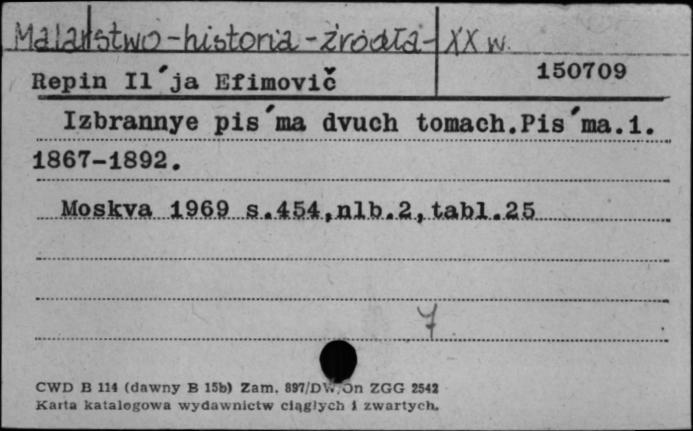 Malarstwo-historia-źródła-XX w.
Repin Il´ja Efimovič 150709
Izbrannye pis´ma dvuch tomach.Pis´ma.1.
1867-1892.
Moskva 1969 s.454,nlb.2,tabl.25
7
CWD B 114 (dawny B 15b) Zam. 897/DW/On ZGG 2542
Karta katalogowa wydawnictw ciągłych i zwartych.